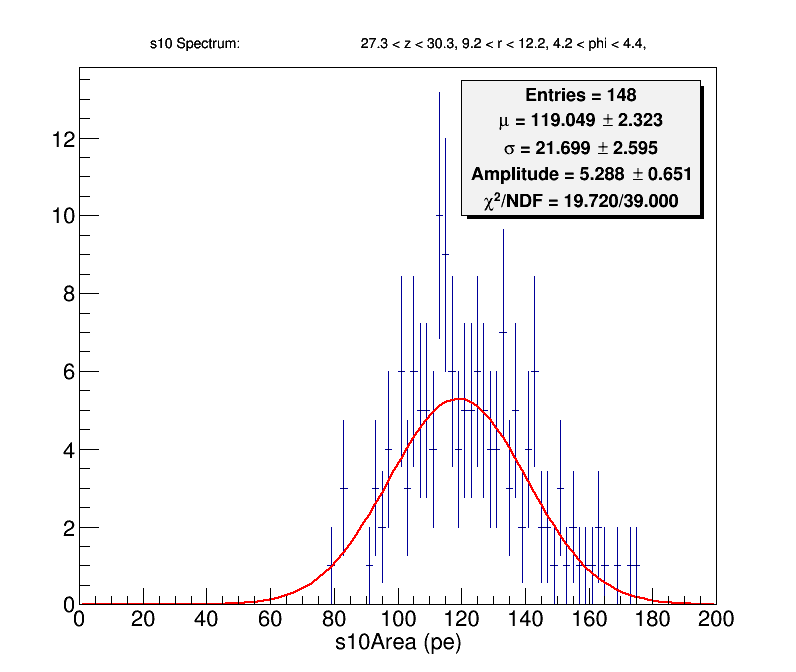 s10 Spectrum: 27.3 < z < 30.3, 9.2 < r < 12.2, 4.2 < phi < 4.4,
Entries = 148
μ = 119.049 ± 2.323
σ = 21.699 ± 2.595
Amplitude = 5.288 ± 0.651
χ²/NDF = 19.720/39.000
12
10
8
6
4
2
0
0 20 40 60 80 100 120 140 160 180 200
s10Area (pe)